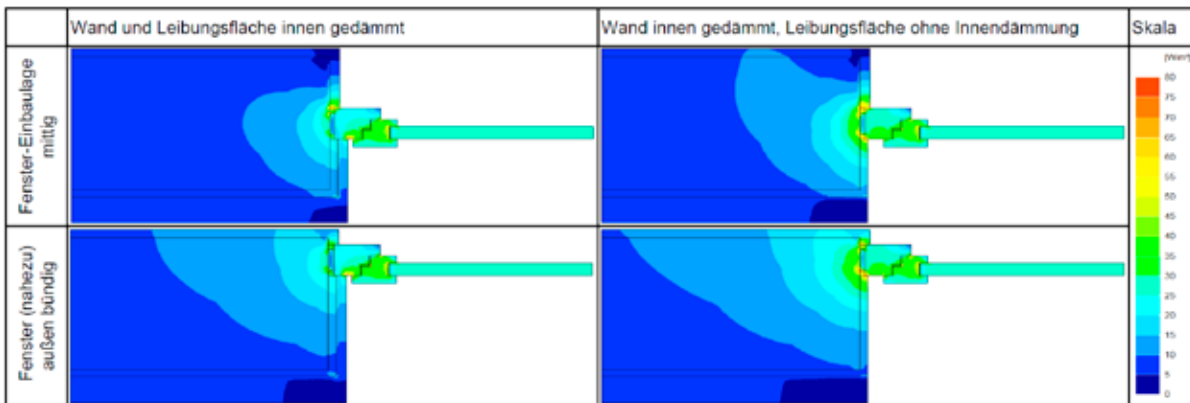 Wand und Leibungsfläche innen gedämmt
Wand innen gedämmt, Leibungsfläche ohne Innendämmung
Skala
Fenster-Einbaulage
mittig
[W/m²]
80
75
70
65
60
55
50
45
40
35
30
25
20
15
10
5
0
Fenster (nahezu)
außen bündig